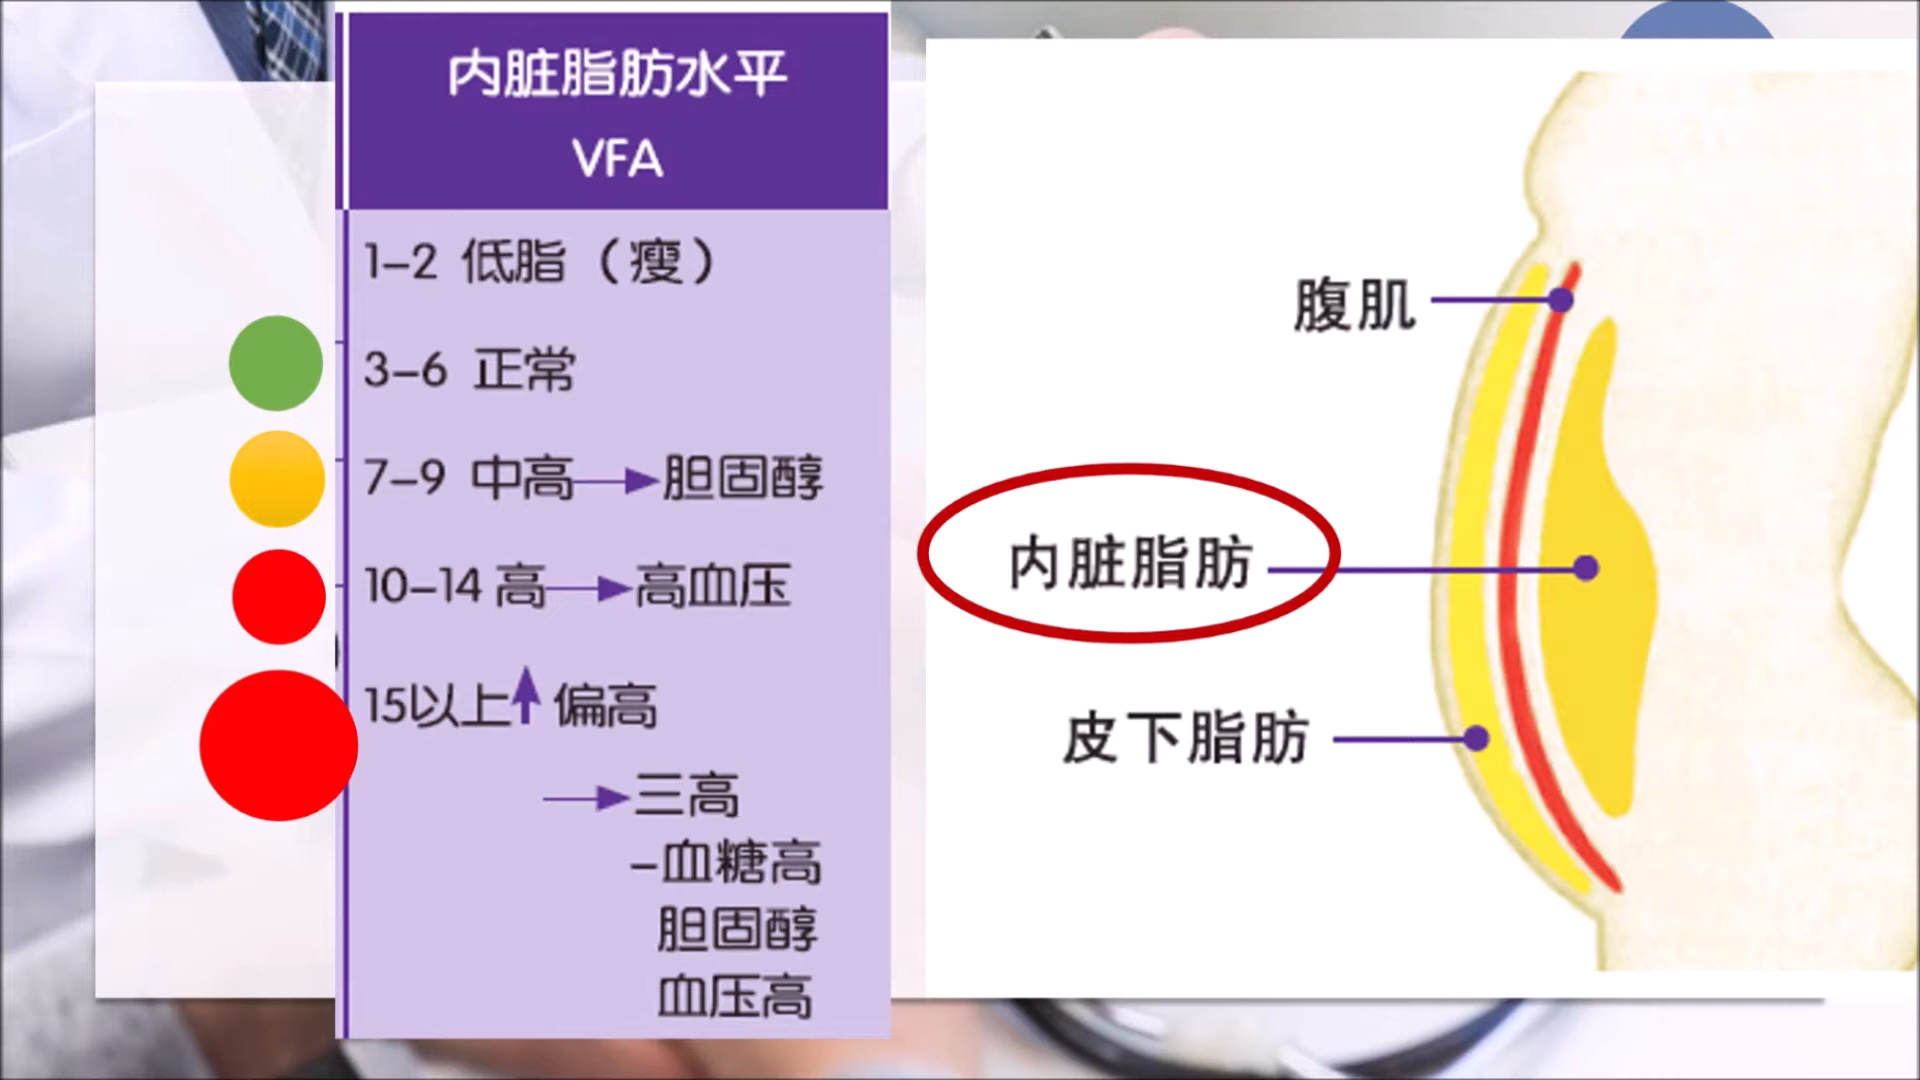 内脏脂肪水平
VFA
1–2 低脂（瘦）
3–6 正常
7–9 中高→胆固醇
10–14 高→高血压
15以上↑偏高
→三高
–血糖高
胆固醇
血压高
腹肌
内脏脂肪
皮下脂肪